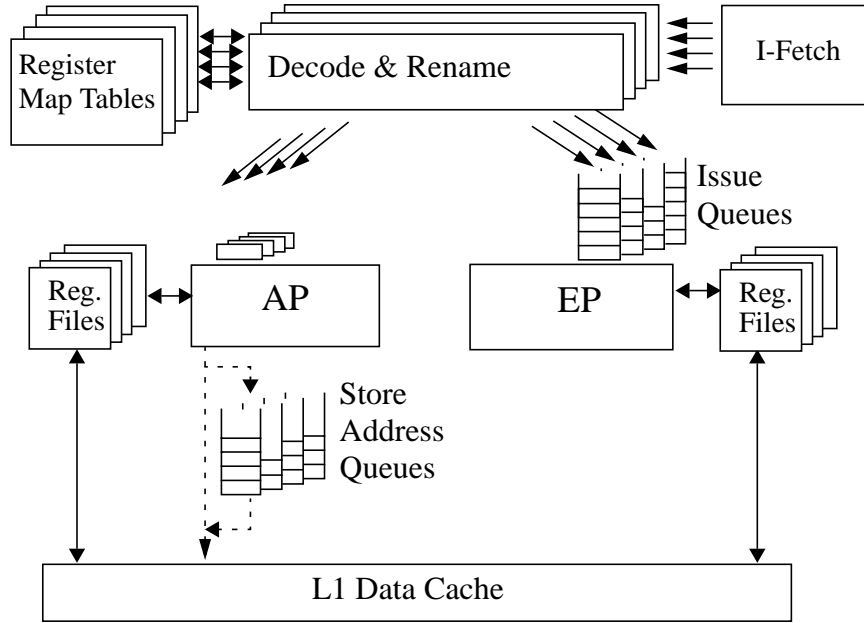 Register
Map Tables
Decode & Rename
I-Fetch
Issue
Queues
Reg.
Files
AP
EP
Reg.
Files
Store
Address
Queues
L1 Data Cache